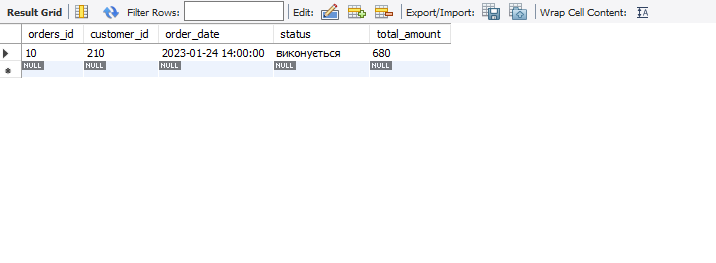 Result Grid Filter Rows: Edit: Export/Import: Wrap Cell Content: IA
orders_id customer_id order_date status total_amount
10 210 2023-01-24 14:00:00 виконується 680
NULL NULL NULL NULL NULL